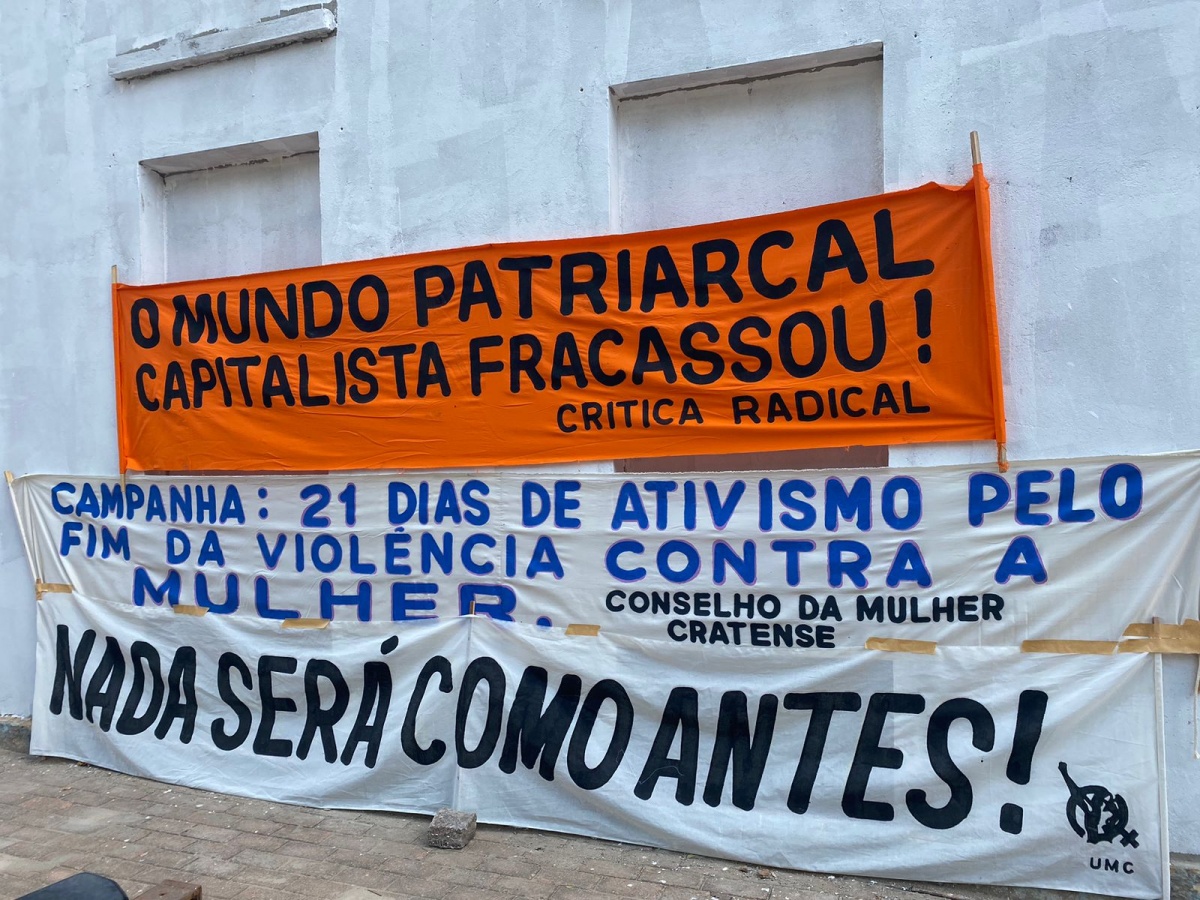 O MUNDO PATRIARCAL
CAPITALISTA FRACASSOU!
CRITICA RADICAL
CAMPANHA: 21 DIAS DE ATIVISMO PELO
FIM DA VIOLÊNCIA CONTRA A
MULHER.
CONSELHO DA MULHER
CRATENSE
NADA SERÁ COMO ANTES!
UMC